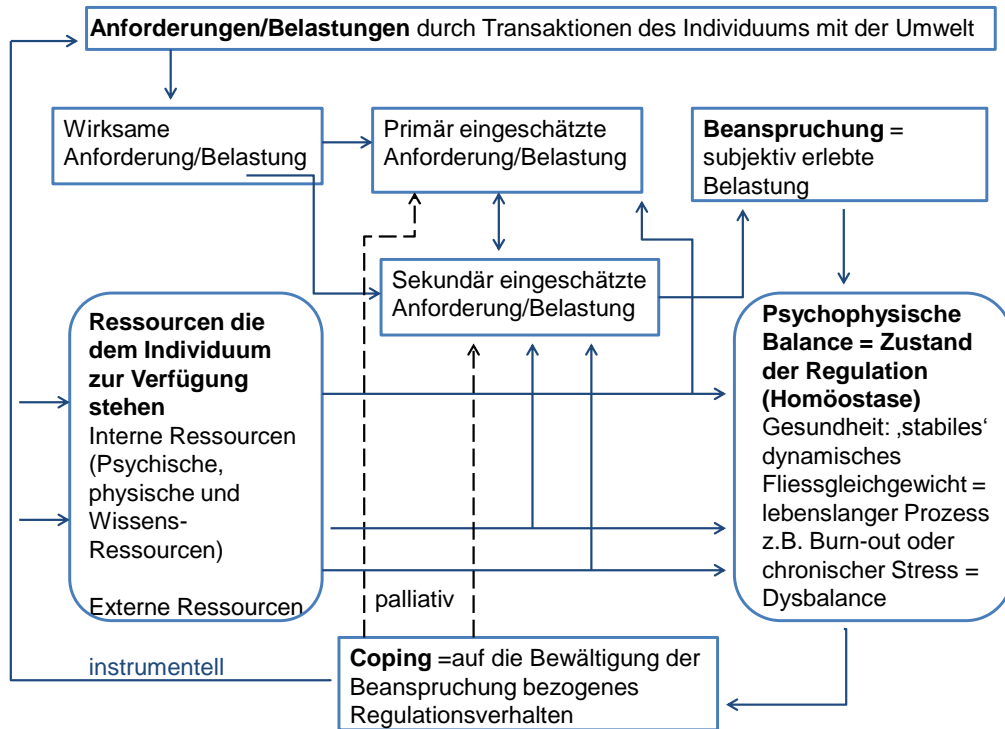 Anforderungen/Belastungen durch Transaktionen des Individuums mit der Umwelt
Wirksame
Anforderung/Belastung
Primär eingeschätzte
Anforderung/Belastung
Beanspruchung =
subjektiv erlebte
Belastung
Sekundär eingeschätzte
Anforderung/Belastung
Ressourcen die
dem Individuum
zur Verfügung
stehen
Interne Ressourcen
(Psychische,
physische und
Wissens-
Ressourcen)
Externe Ressourcen
Psychophysische
Balance = Zustand
der Regulation
(Homöostase)
Gesundheit: ‚stabiles‘
dynamisches
Fliessgleichgewicht =
lebenslanger Prozess
z.B. Burn-out oder
chronischer Stress =
Dysbalance
palliativ
instrumentell
Coping =auf die Bewältigung der
Beanspruchung bezogenes
Regulationsverhalten